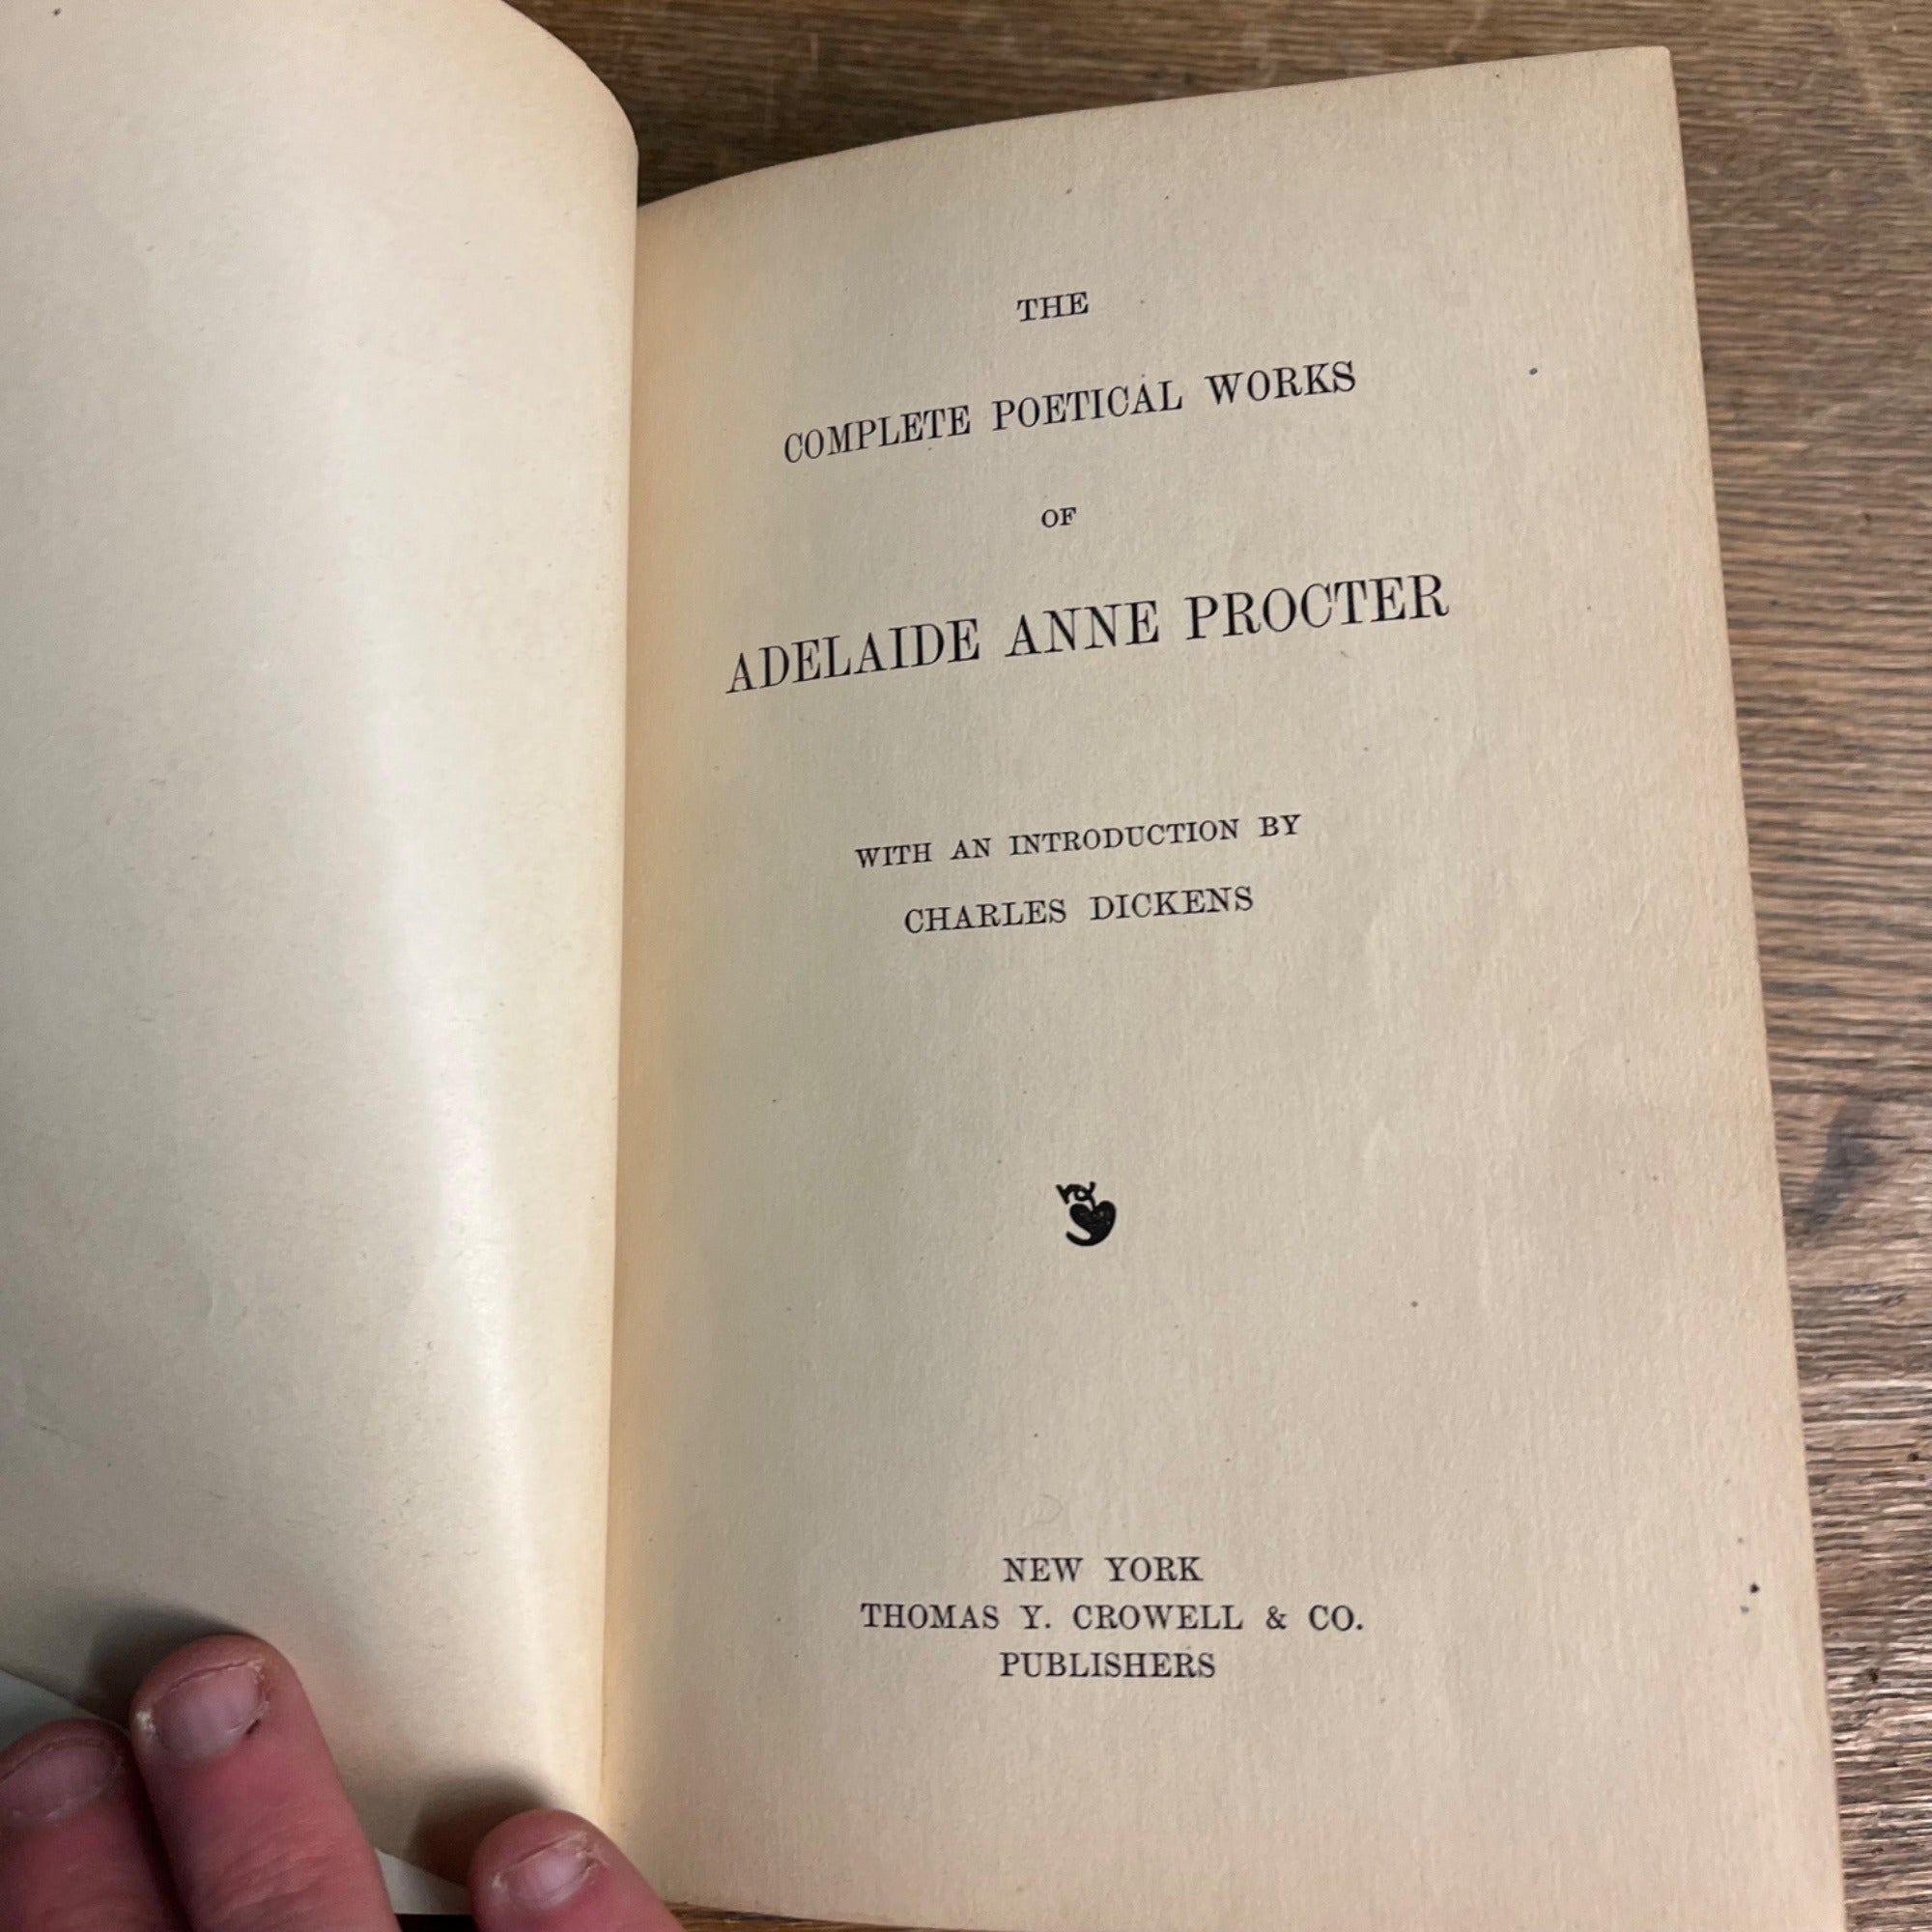 THE
COMPLETE POETICAL WORKS
OF
ADELAIDE ANNE PROCTER
WITH AN INTRODUCTION BY
CHARLES DICKENS
NEW YORK
THOMAS Y. CROWELL & CO.
PUBLISHERS